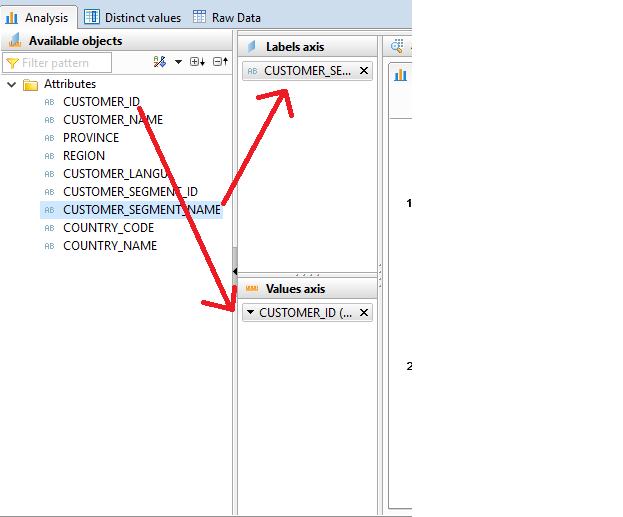 Analysis
Distinct values
Raw Data
Available objects
Filter pattern
Attributes
AB CUSTOMER_ID
AB CUSTOMER_NAME
AB PROVINCE
AB REGION
AB CUSTOMER_LANGU
AB CUSTOMER_SEGMENT_ID
AB CUSTOMER_SEGMENT_NAME
AB COUNTRY_CODE
AB COUNTRY_NAME
Labels axis
AB CUSTOMER_SE...
Values axis
CUSTOMER_ID (...
1
2